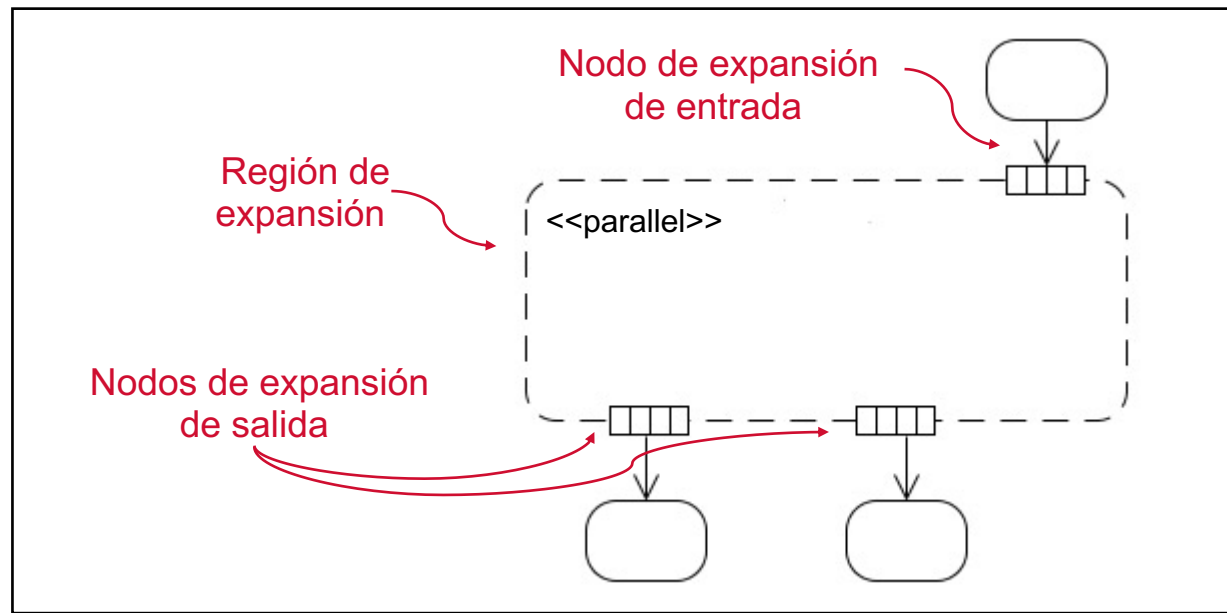 Nodo de expansión
de entrada
Región de
expansión
<<parallel>>
Nodos de expansión
de salida